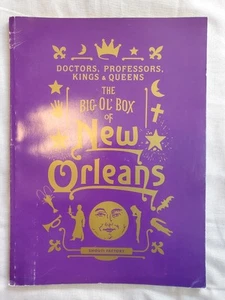 DOCTORS, PROFESSORS,
KINGS & QUEENS
THE
BIG OL' BOX
OF
New
Orleans